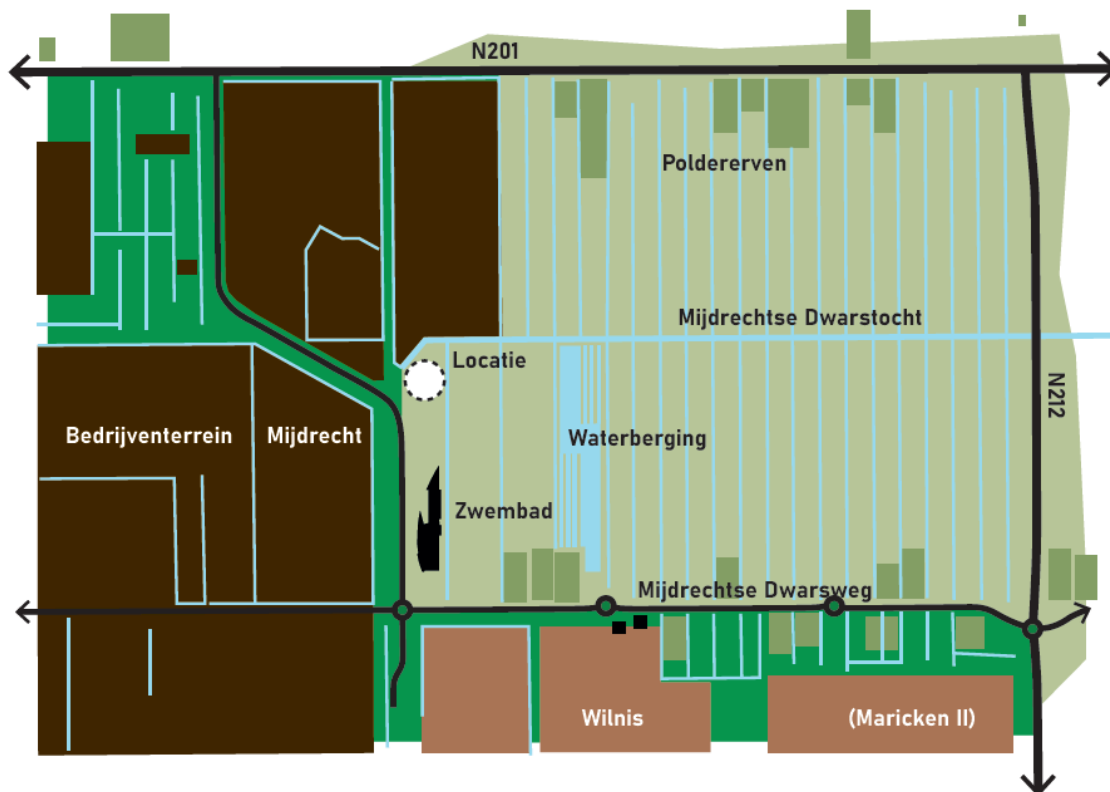 N201
Poldererven
Mijdrechtse Dwarstocht
Locatie
N212
Bedrijventerrein Mijdrecht
Waterberging
Zwembad
Mijdrechtse Dwarsweg
Wilnis
(Maricken II)